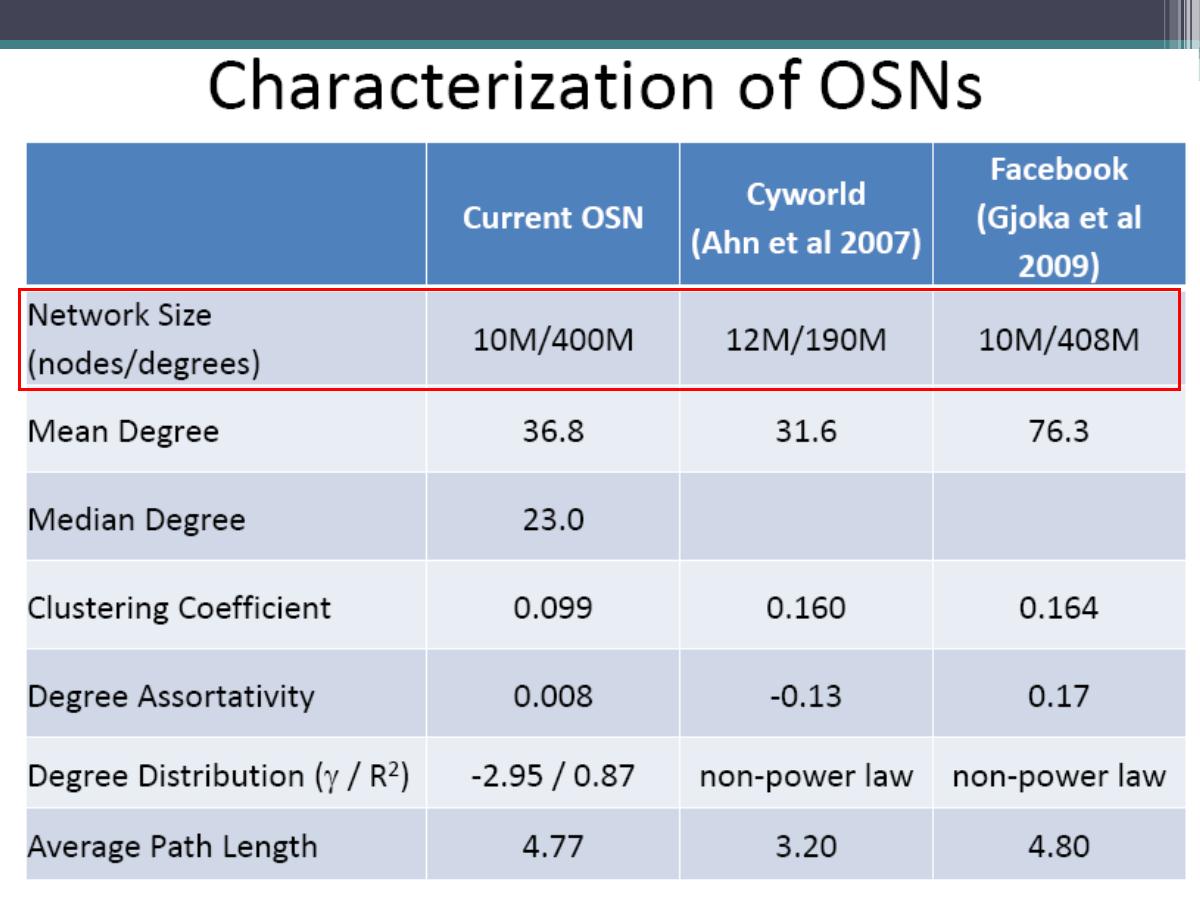 Characterization of OSNs
Current OSN
Cyworld
(Ahn et al 2007)
Facebook
(Gjoka et al
2009)
Network Size
(nodes/degrees)
10M/400M
12M/190M
10M/408M
Mean Degree
36.8
31.6
76.3
Median Degree
23.0
Clustering Coefficient
0.099
0.160
0.164
Degree Assortativity
0.008
-0.13
0.17
Degree Distribution (γ / R²)
-2.95 / 0.87
non-power law
non-power law
Average Path Length
4.77
3.20
4.80